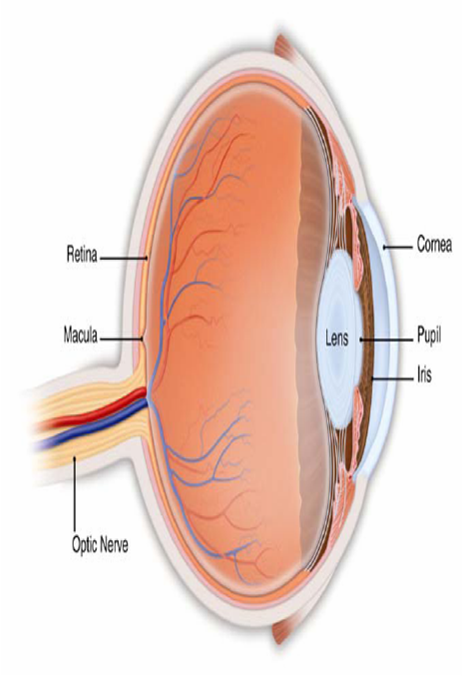 Cornea
Retina
Macula
Lens
Pupil
Iris
Optic Nerve